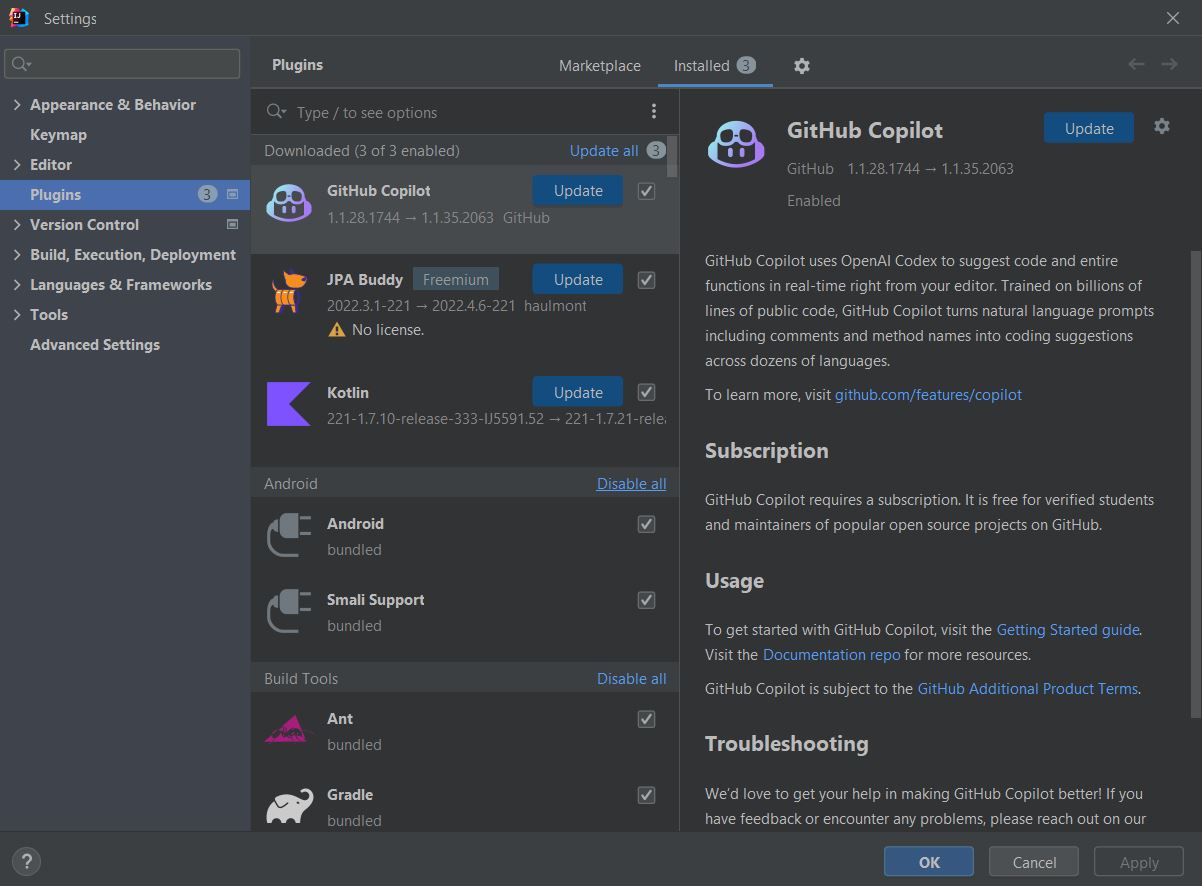 Settings
Appearance & Behavior
Keymap
Editor
Plugins 3
Version Control
Build, Execution, Deployment
Languages & Frameworks
Tools
Advanced Settings
Plugins
Marketplace
Installed 3
Type / to see options
Downloaded (3 of 3 enabled) Update all 3
GitHub Copilot Update
1.1.28.1744 → 1.1.35.2063 GitHub
JPA Buddy Freemium Update
2022.3.1-221 → 2022.4.6-221 haulmont
No license.
Kotlin Update
221-1.7.10-release-333-IJ5591.52 → 221-1.7.21-rele
Android Disable all
Android
bundled
Smali Support
bundled
Build Tools Disable all
Ant
bundled
Gradle
bundled
GitHub Copilot Update
GitHub 1.1.28.1744 → 1.1.35.2063
Enabled
GitHub Copilot uses OpenAI Codex to suggest code and entire
functions in real-time right from your editor. Trained on billions of
lines of public code, GitHub Copilot turns natural language prompts
including comments and method names into coding suggestions
across dozens of languages.
To learn more, visit github.com/features/copilot
Subscription
GitHub Copilot requires a subscription. It is free for verified students
and maintainers of popular open source projects on GitHub.
Usage
To get started with GitHub Copilot, visit the Getting Started guide.
Visit the Documentation repo for more resources.
GitHub Copilot is subject to the GitHub Additional Product Terms.
Troubleshooting
We'd love to get your help in making GitHub Copilot better! If you
have feedback or encounter any problems, please reach out on our
?
OK
Cancel
Apply